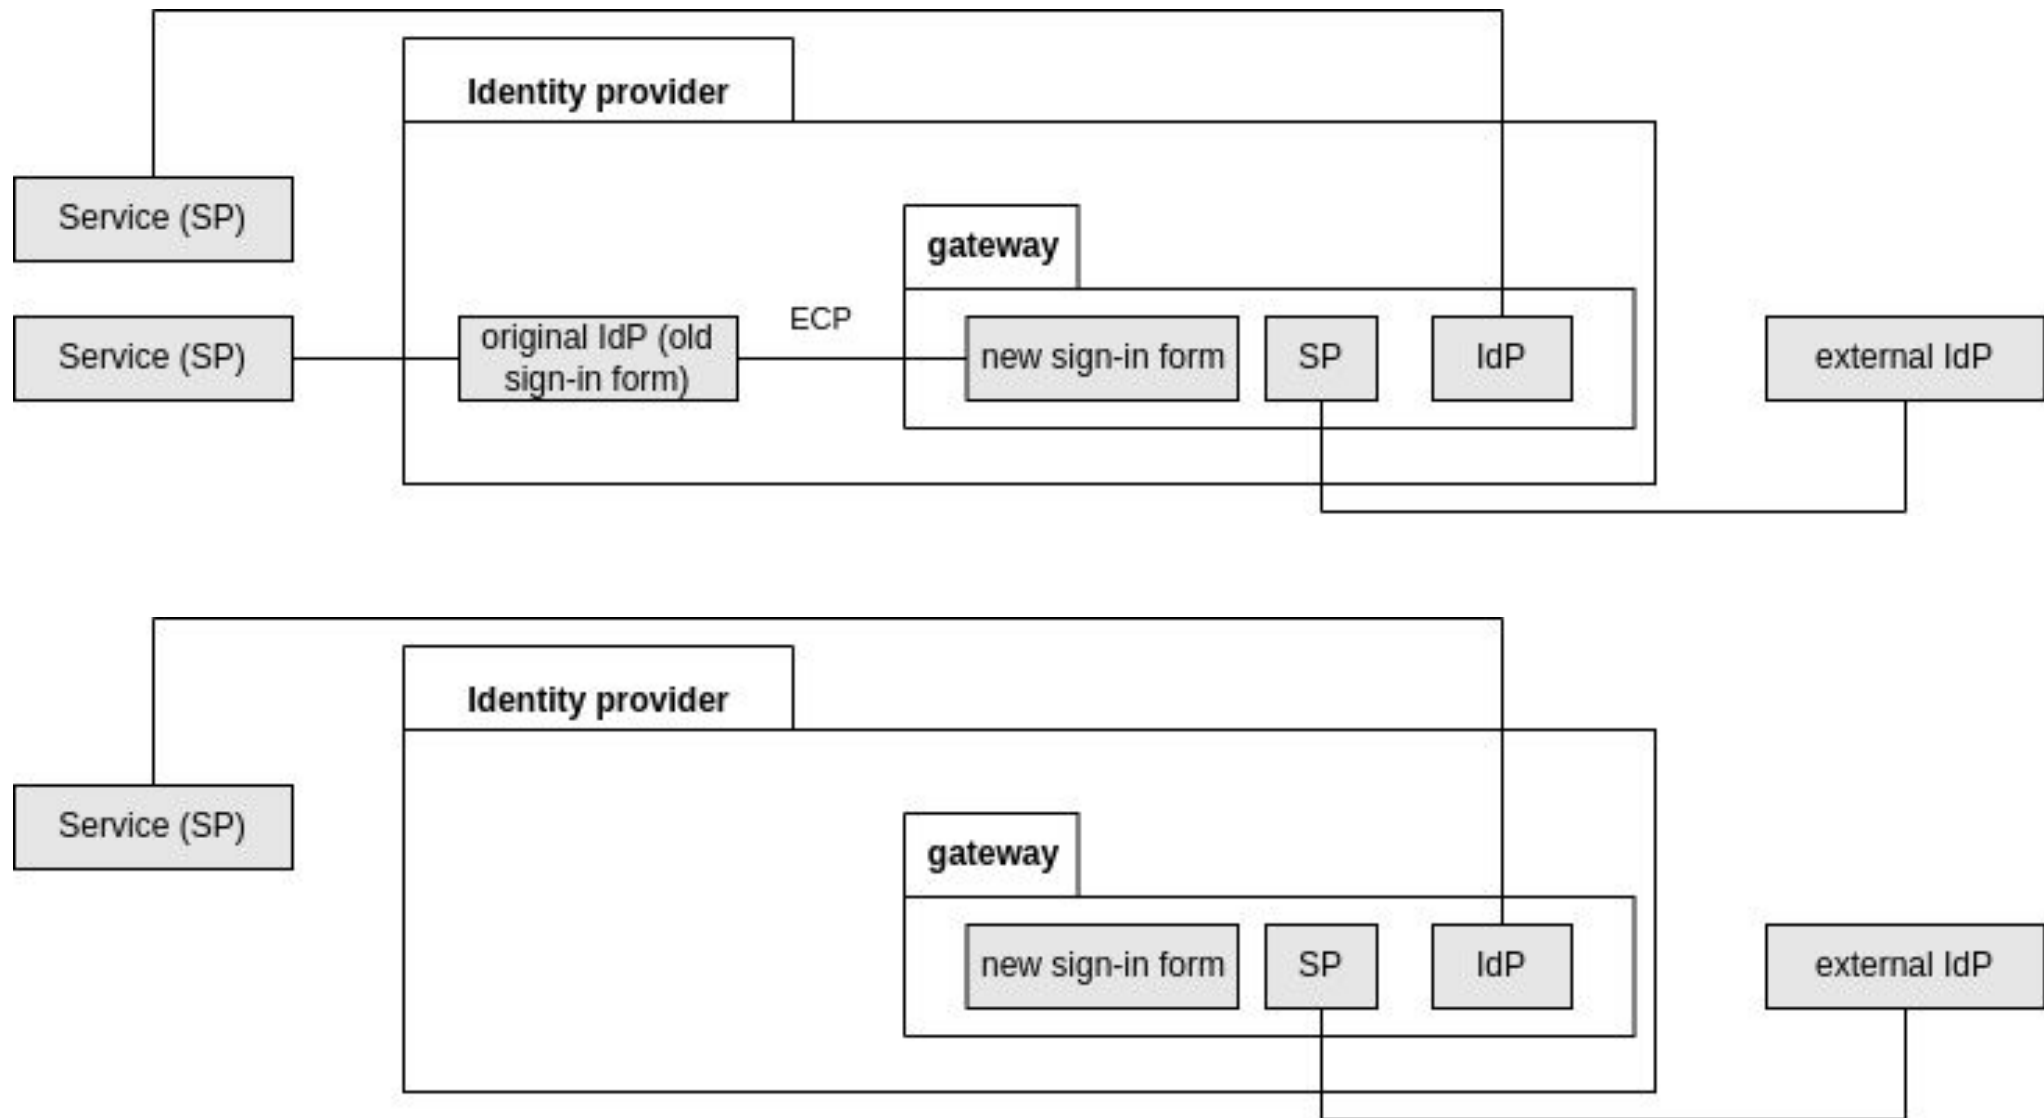 Identity provider
Service (SP)
gateway
Service (SP)
original IdP (old
sign-in form)
ECP
new sign-in form
SP
IdP
external IdP
Identity provider
Service (SP)
gateway
new sign-in form
SP
IdP
external IdP